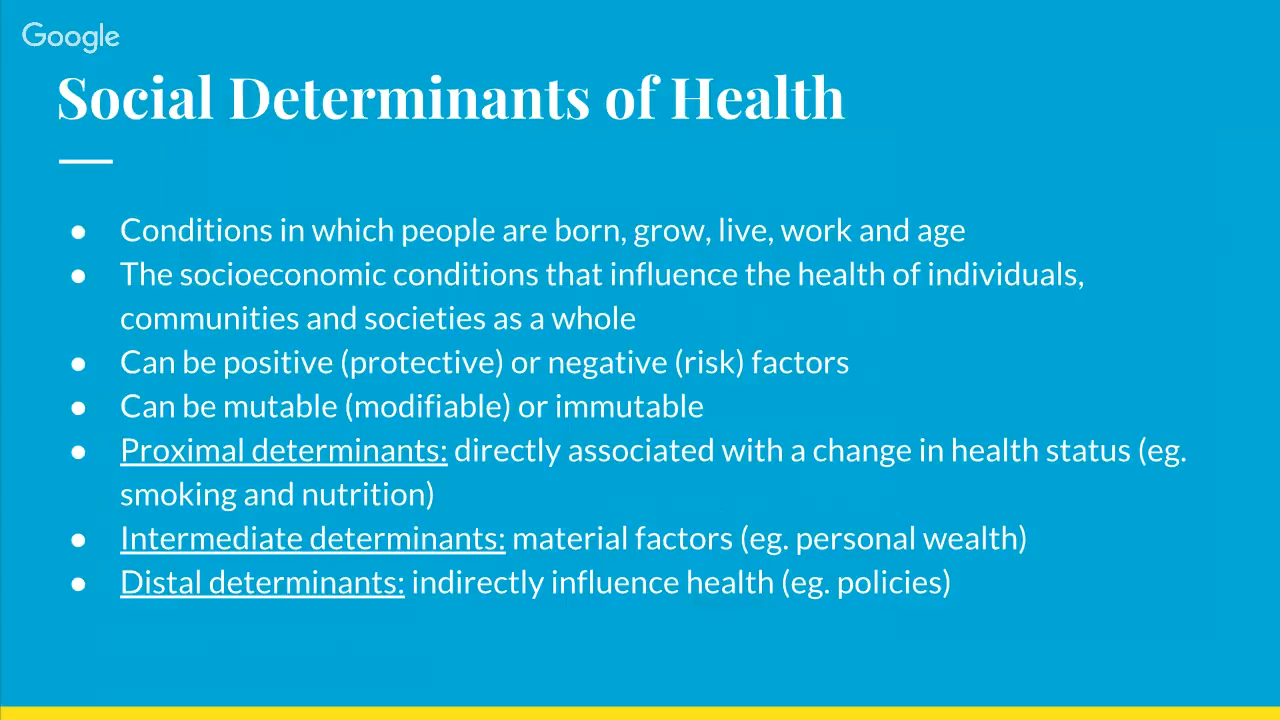 Google
Social Determinants of Health
● Conditions in which people are born, grow, live, work and age
● The socioeconomic conditions that influence the health of individuals,
communities and societies as a whole
● Can be positive (protective) or negative (risk) factors
● Can be mutable (modifiable) or immutable
● Proximal determinants: directly associated with a change in health status (eg.
smoking and nutrition)
● Intermediate determinants: material factors (eg. personal wealth)
● Distal determinants: indirectly influence health (eg. policies)